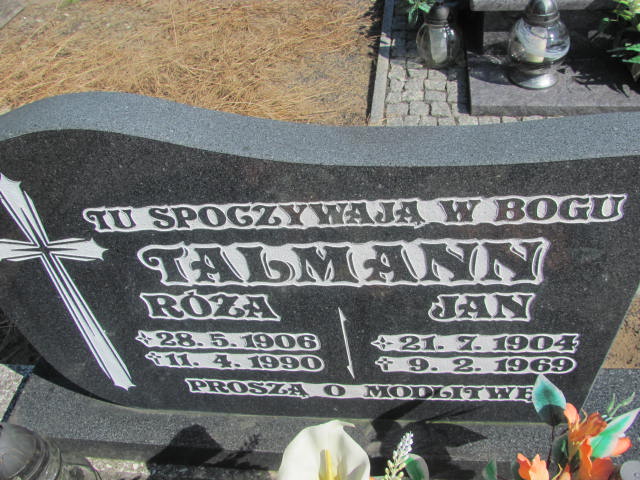 TU SPOCZYWAJĄ W BOGU
TALMANN
RÓŻA JAN
28.5.1906 21.7.1904
† 11.4.1990 † 9.2.1969
PROSZĄ O MODLITWĘ